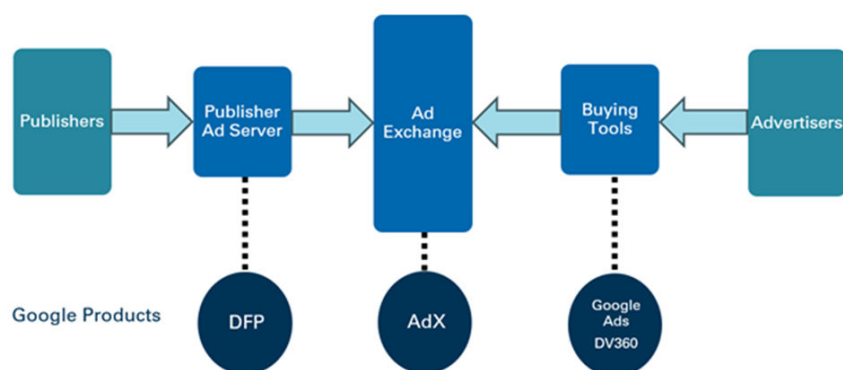 Publishers
Publisher
Ad Server
Ad
Exchange
Buying
Tools
Advertisers
Google Products
DFP
AdX
Google
Ads
DV360